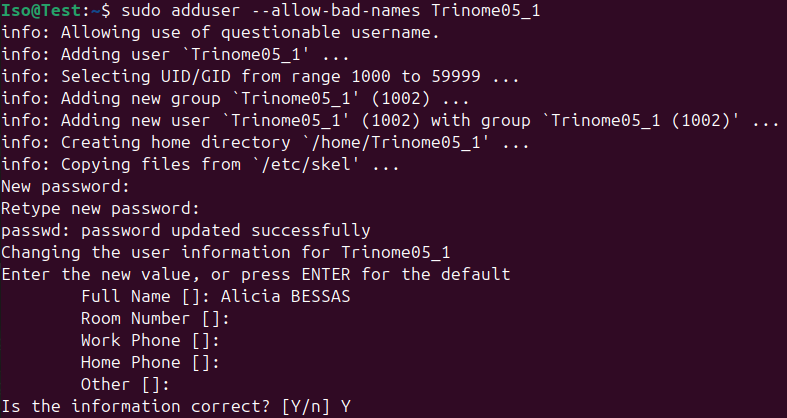 Iso@Test:~$ sudo adduser --allow-bad-names Trinome05_1
info: Allowing use of questionable username.
info: Adding user `Trinome05_1' ...
info: Selecting UID/GID from range 1000 to 59999 ...
info: Adding new group `Trinome05_1' (1002) ...
info: Adding new user `Trinome05_1' (1002) with group `Trinome05_1 (1002)' ...
info: Creating home directory `/home/Trinome05_1' ...
info: Copying files from `/etc/skel' ...
New password:
Retype new password:
passwd: password updated successfully
Changing the user information for Trinome05_1
Enter the new value, or press ENTER for the default
        Full Name []: Alicia BESSAS
        Room Number []:
        Work Phone []:
        Home Phone []:
        Other []:
Is the information correct? [Y/n] Y